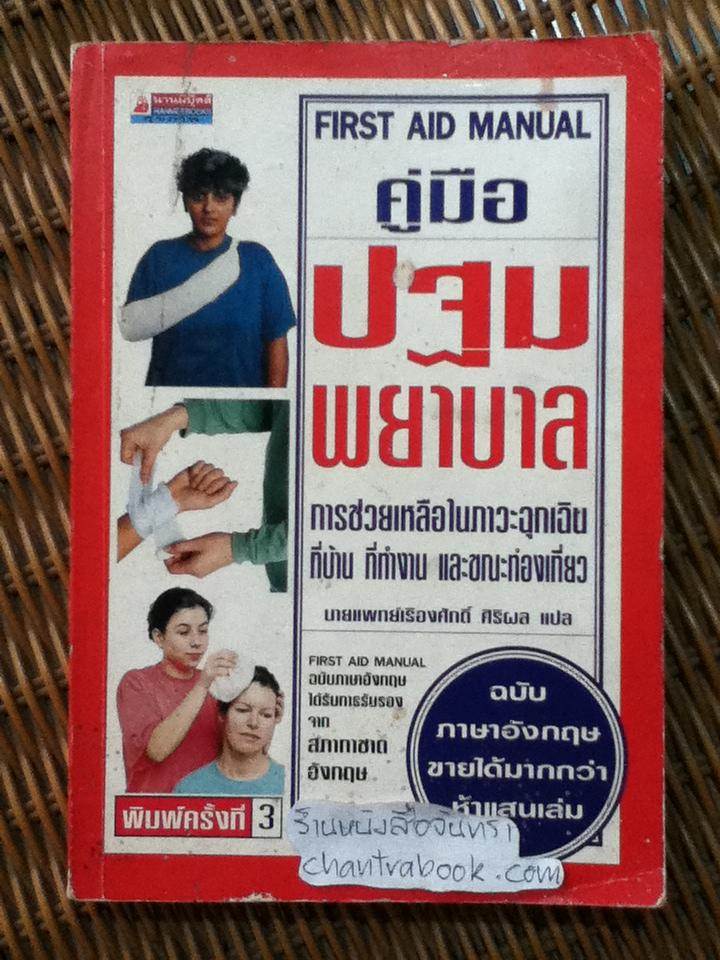 นานมีบุ๊คส์
NANMEEBOOKS
FIRST AID MANUAL
คู่มือ
ปฐม
พยาบาล
การช่วยเหลือในภาวะฉุกเฉิน
ที่บ้าน ที่ทำงาน และขณะท่องเที่ยว
นายแพทย์เรืองศักดิ์ ศิริผล แปล
FIRST AID MANUAL
ฉบับภาษาอังกฤษ
ได้รับการรับรอง
จาก
สภากาชาด
อังกฤษ
ฉบับ
ภาษาอังกฤษ
ขายได้มากกว่า
ห้าแสนเล่ม
พิมพ์ครั้งที่ 3
ร้านหนังสือจันทรา
chantrabook.com